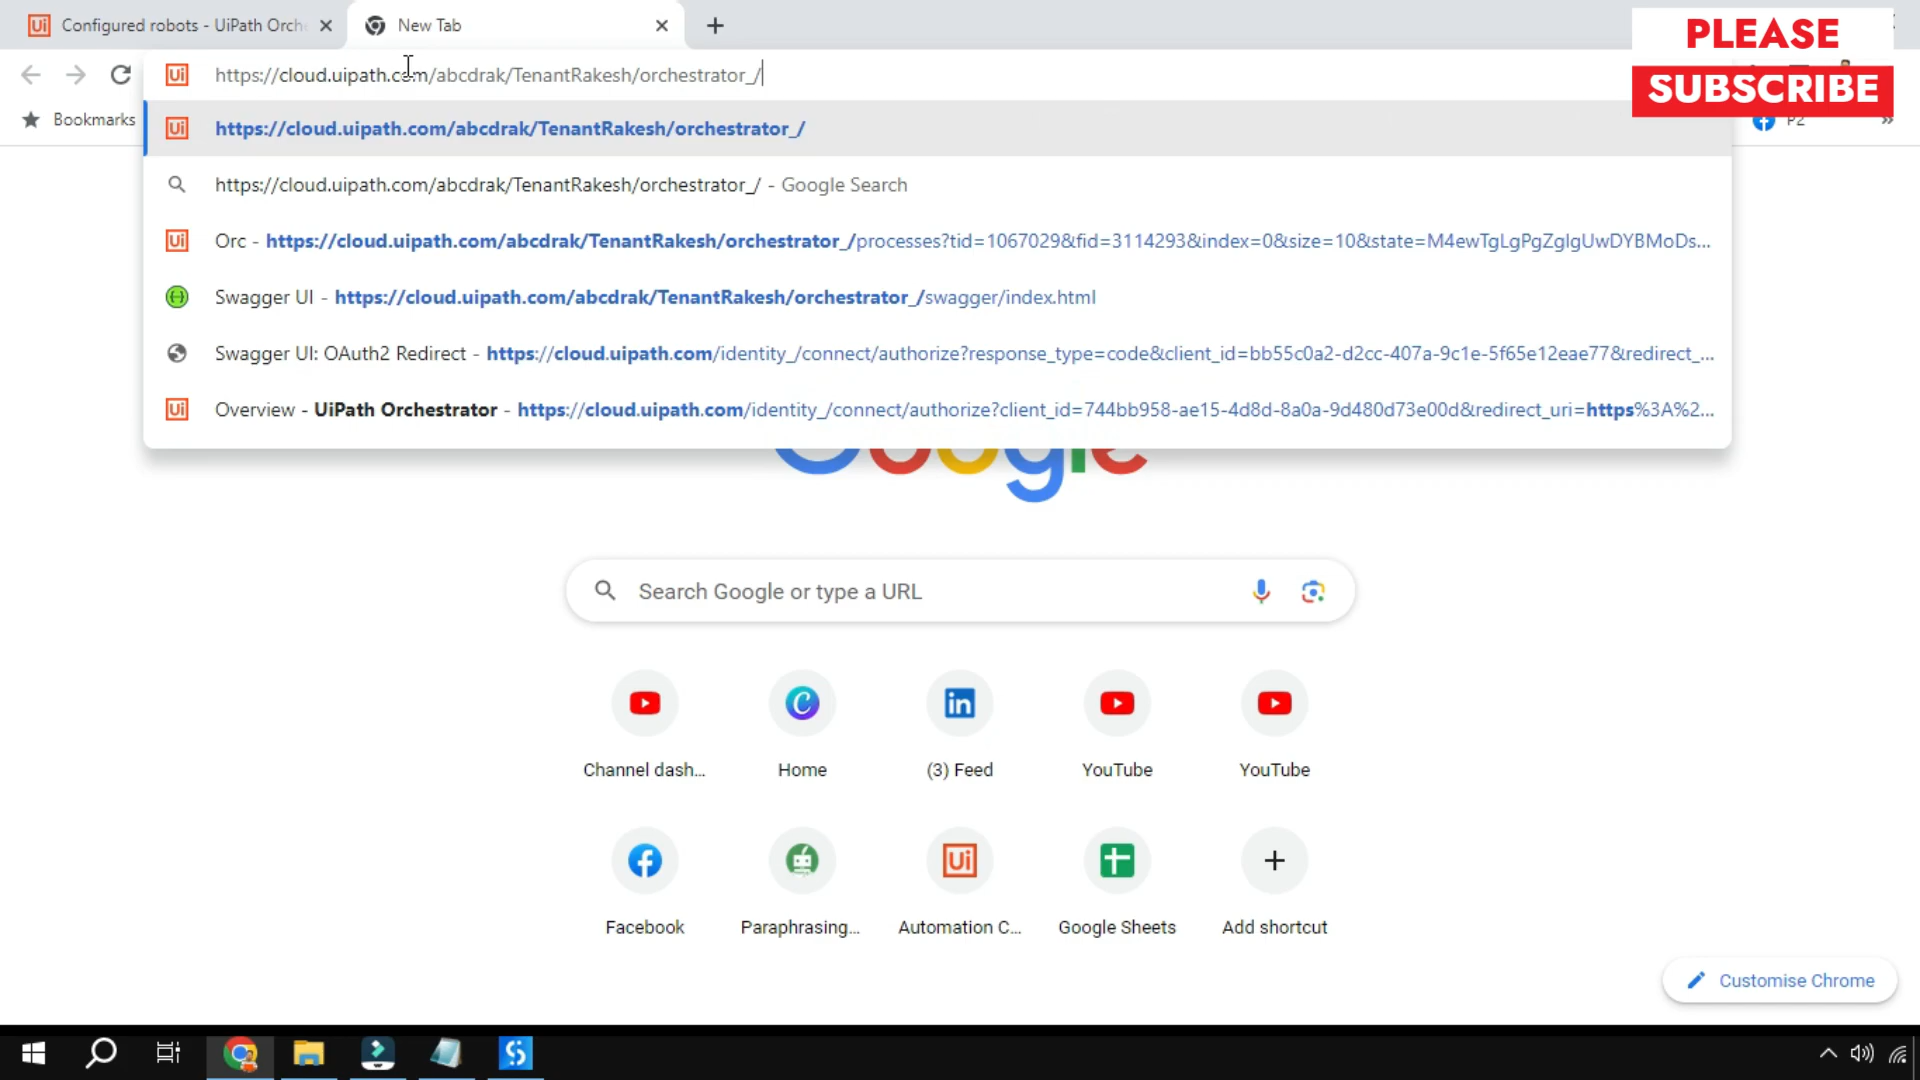 Configured robots - UiPath Orche
New Tab
PLEASE
SUBSCRIBE
https://cloud.uipath.com/abcdrak/TenantRakesh/orchestrator_/
Bookmarks
P2
https://cloud.uipath.com/abcdrak/TenantRakesh/orchestrator_/
https://cloud.uipath.com/abcdrak/TenantRakesh/orchestrator_/ - Google Search
Orc - https://cloud.uipath.com/abcdrak/TenantRakesh/orchestrator_/processes?tid=1067029&fid=3114293&index=0&size=10&state=M4ewTgLgPgZglgUwDYBMoDs...
Swagger UI - https://cloud.uipath.com/abcdrak/TenantRakesh/orchestrator_/swagger/index.html
Swagger UI: OAuth2 Redirect - https://cloud.uipath.com/identity_/connect/authorize?response_type=code&client_id=bb55c0a2-d2cc-407a-9c1e-5f65e12eae77&redirect_...
Overview - UiPath Orchestrator - https://cloud.uipath.com/identity_/connect/authorize?client_id=744bb958-ae15-4d8d-8a0a-9d480d73e00d&redirect_uri=https%3A%2...
Google
Search Google or type a URL
Channel dash...
Home
(3) Feed
YouTube
YouTube
Facebook
Paraphrasing...
Automation C...
Google Sheets
Add shortcut
Customise Chrome